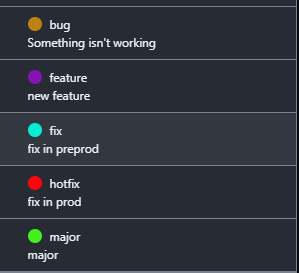 bug
Something isn't working
feature
new feature
fix
fix in preprod
hotfix
fix in prod
major
major